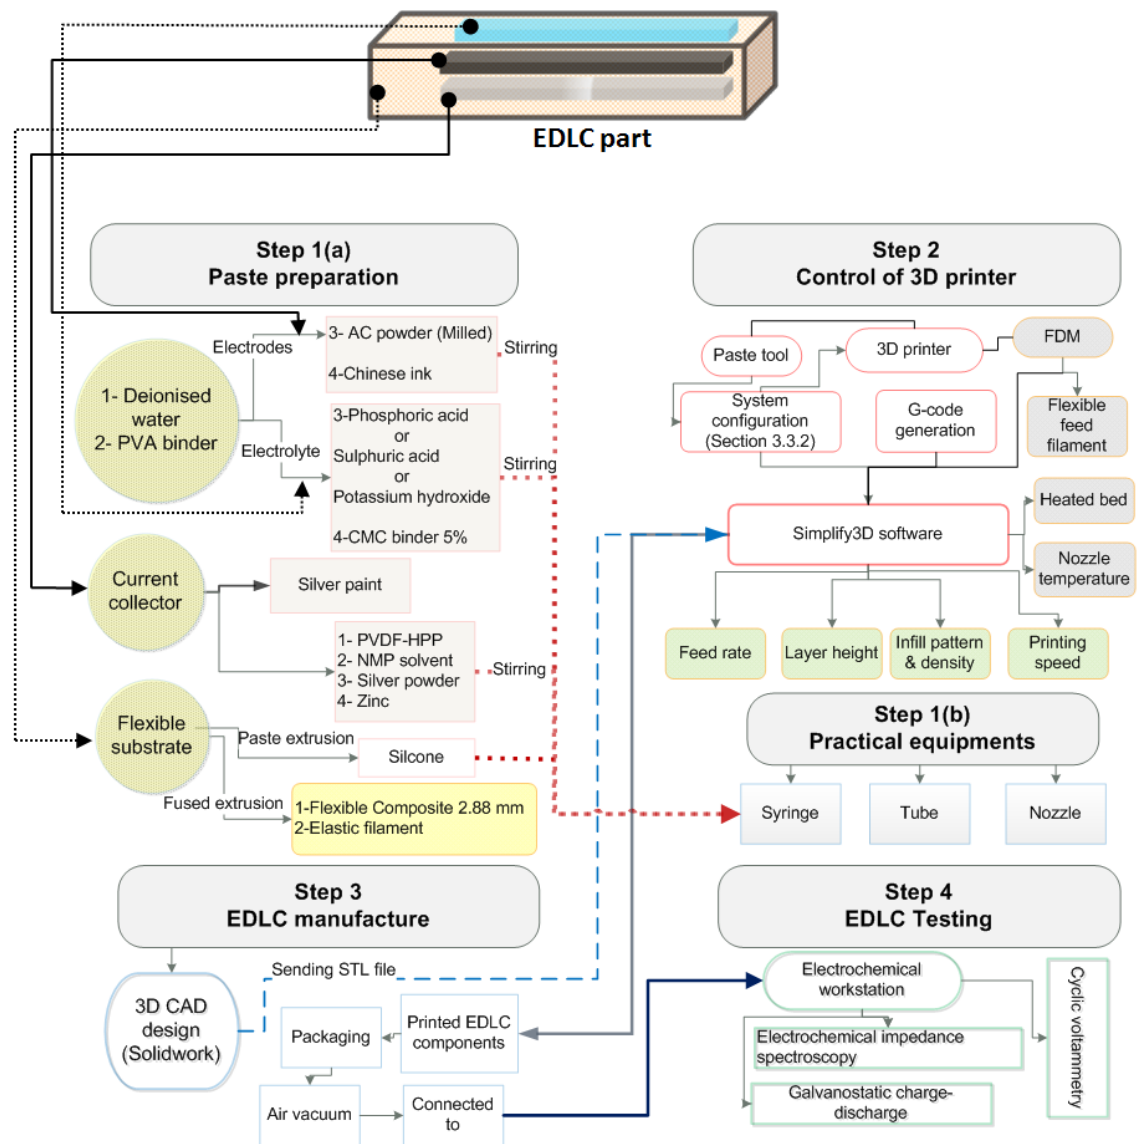 EDLC part
Step 1(a)
Paste preparation
Electrodes
3- AC powder (Milled)
4-Chinese ink
Stirring
1- Deionised
water
2- PVA binder
Electrolyte
3-Phosphoric acid
or
Sulphuric acid
or
Potassium hydroxide
4-CMC binder 5%
Stirring
Current
collector
Silver paint
1- PVDF-HPP
2- NMP solvent
3- Silver powder
4- Zinc
Stirring
Flexible
substrate
Paste extrusion
Silcone
Fused extrusion
1-Flexible Composite 2.88 mm
2-Elastic filament
Step 2
Control of 3D printer
Paste tool
3D printer
FDM
System
configuration
(Section 3.3.2)
G-code
generation
Flexible
feed
filament
Simplify3D software
Heated bed
Nozzle
temperature
Feed rate
Layer height
Infill pattern
& density
Printing
speed
Step 1(b)
Practical equipments
Syringe
Tube
Nozzle
Step 3
EDLC manufacture
Sending STL file
3D CAD
design
(Solidwork)
Packaging
Printed EDLC
components
Air vacuum
Connected
to
Step 4
EDLC Testing
Electrochemical
workstation
Cyclic voltammetry
Electrochemical impedance
spectroscopy
Galvanostatic charge-
discharge